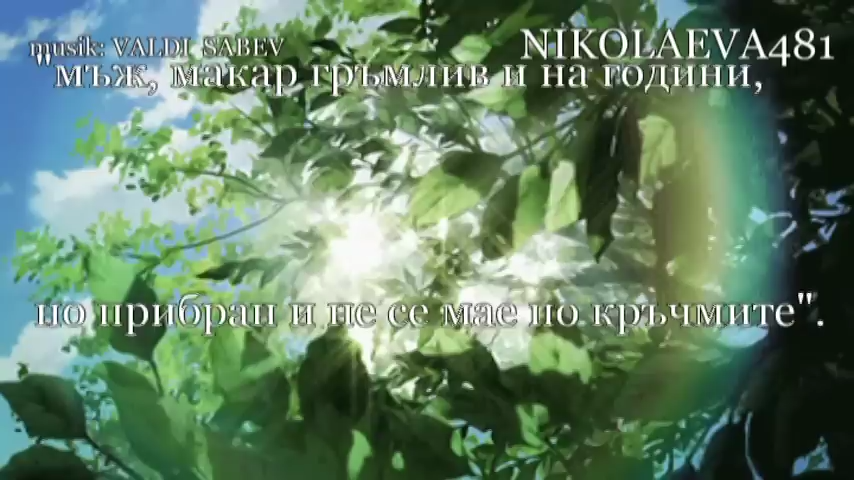 musik: VALDI SABEV
NIKOLAEVA481
"мъж, макар гръмлив и на години,
но прибран и не се мае по кръчмите".